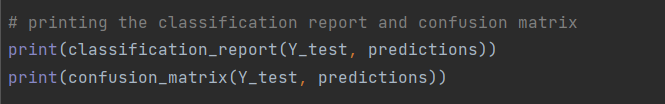 # printing the classification report and confusion matrix
print(classification_report(Y_test, predictions))
print(confusion_matrix(Y_test, predictions))